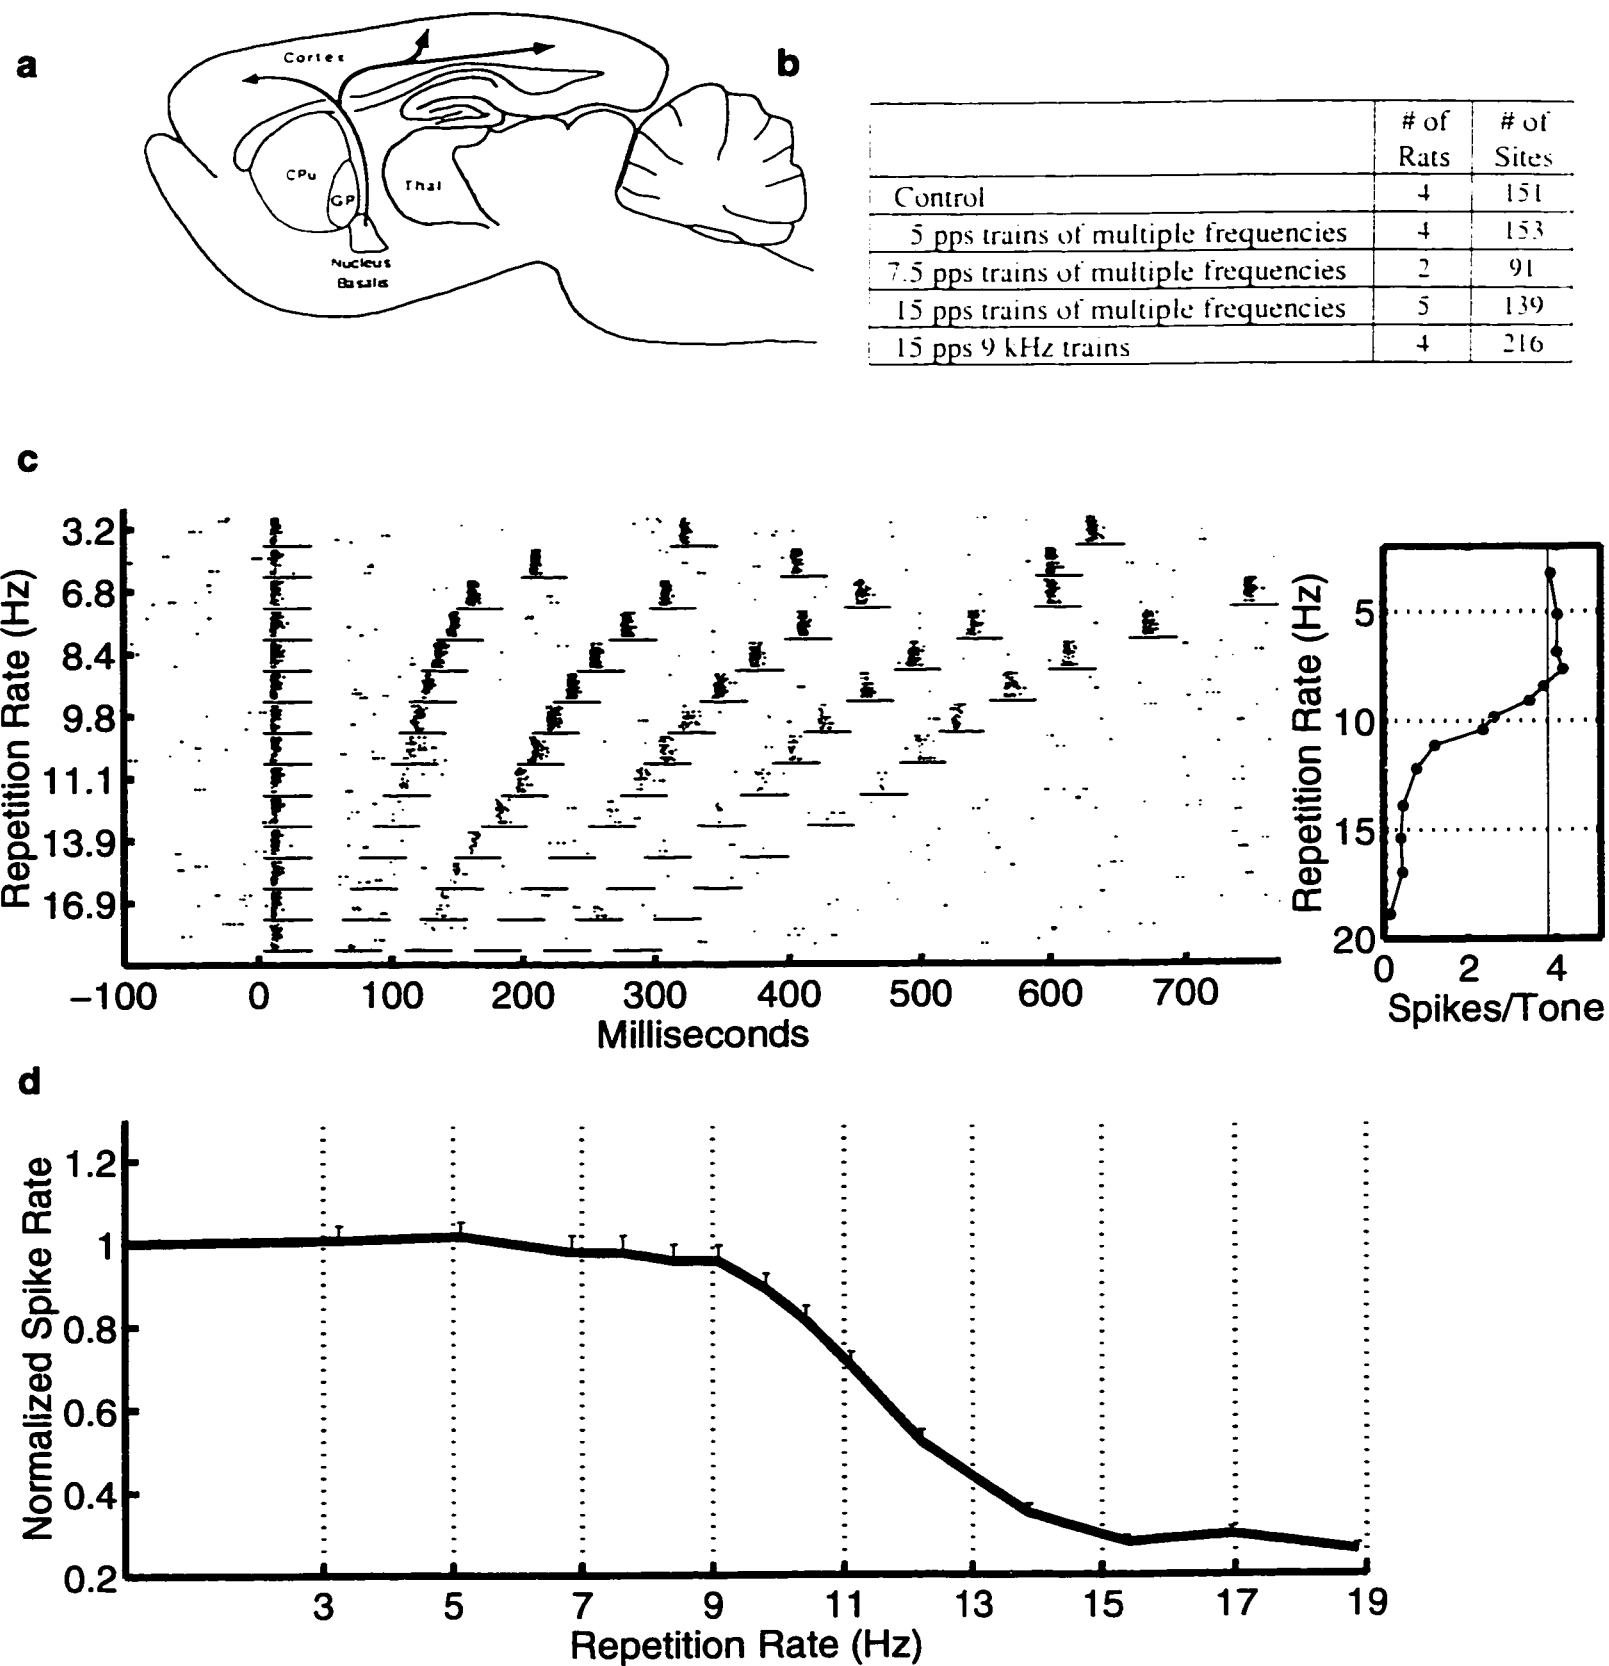 a
Cortex
CPu
GP
Thal
Nucleus
Basalis
b
# of # of
Rats Sites
Control 4 151
5 pps trains of multiple frequencies 4 153
7.5 pps trains of multiple frequencies 2 91
15 pps trains of multiple frequencies 5 139
15 pps 9 kHz trains 4 216
c
Repetition Rate (Hz)
3.2
6.8
8.4
9.8
11.1
13.9
16.9
−100 0 100 200 300 400 500 600 700
Milliseconds
Repetition Rate (Hz)
5
10
15
20
0 2 4
Spikes/Tone
d
Normalized Spike Rate
1.2
1
0.8
0.6
0.4
0.2
3 5 7 9 11 13 15 17 19
Repetition Rate (Hz)